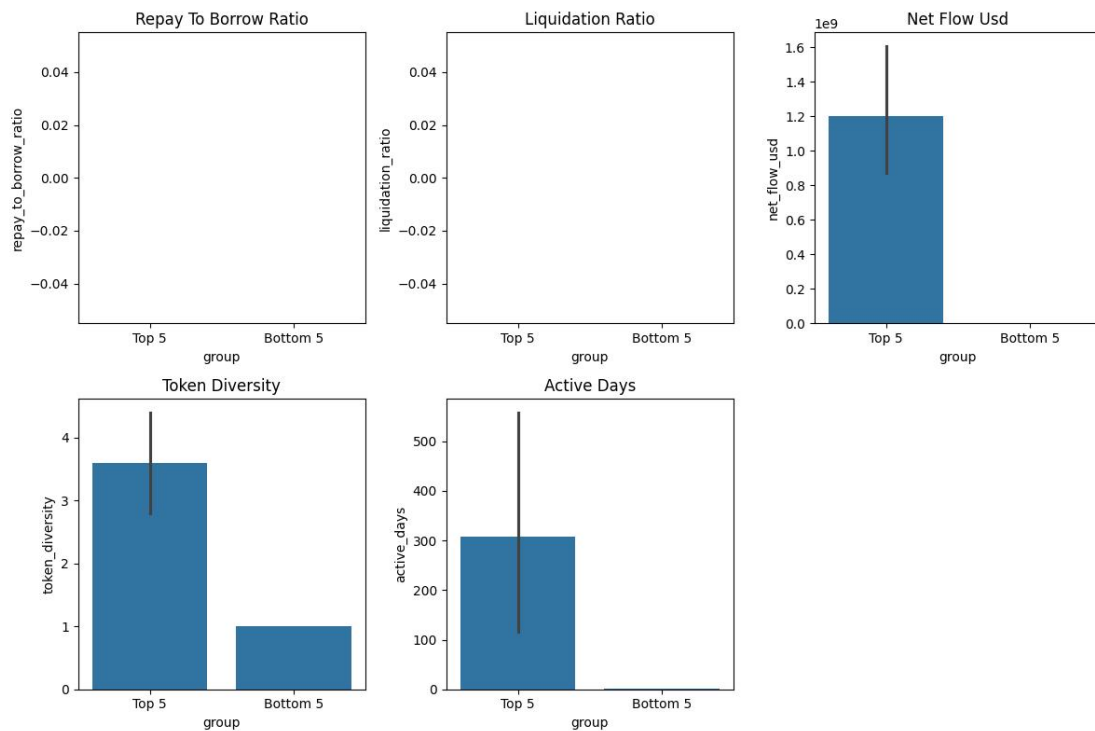 Repay To Borrow Ratio
repay_to_borrow_ratio
0.04
0.02
0.00
−0.02
−0.04
Top 5 Bottom 5
group
Liquidation Ratio
liquidation_ratio
0.04
0.02
0.00
−0.02
−0.04
Top 5 Bottom 5
group
Net Flow Usd
1e9
net_flow_usd
1.6
1.4
1.2
1.0
0.8
0.6
0.4
0.2
0.0
Top 5 Bottom 5
group
Token Diversity
token_diversity
4
3
2
1
0
Top 5 Bottom 5
group
Active Days
active_days
500
400
300
200
100
0
Top 5 Bottom 5
group